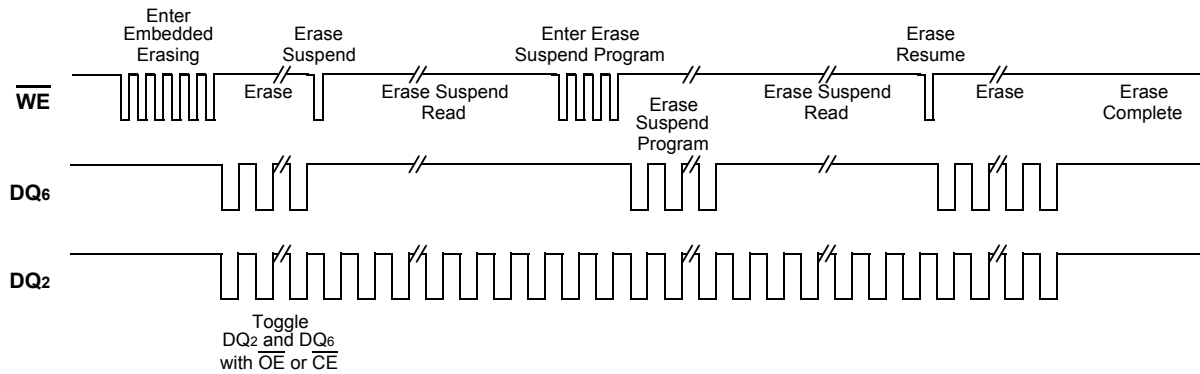 Enter
Embedded
Erasing
Erase
Suspend
Enter Erase
Suspend Program
Erase
Resume
WE
Erase
Erase Suspend
Read
Erase
Suspend
Program
Erase Suspend
Read
Erase
Erase
Complete
DQ6
DQ2
Toggle
DQ2 and DQ6
with OE or CE